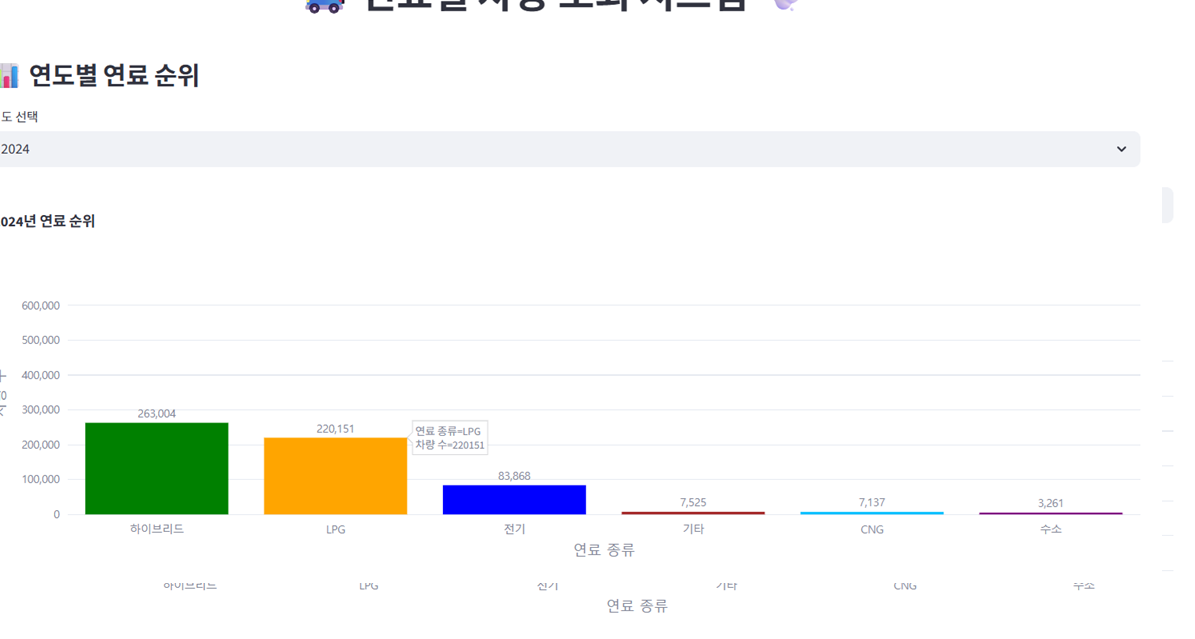 연도별 연료 순위
도 선택
2024
024년 연료 순위
600,000
500,000
400,000
300,000
200,000
100,000
0
263,004
220,151
83,868
7,525
7,137
3,261
연료 종류=LPG
차량 수=220151
하이브리드 LPG 전기 기타 CNG 수소
연료 종류
하이브리드 LPG 전기 기타 CNG 수소
연료 종류